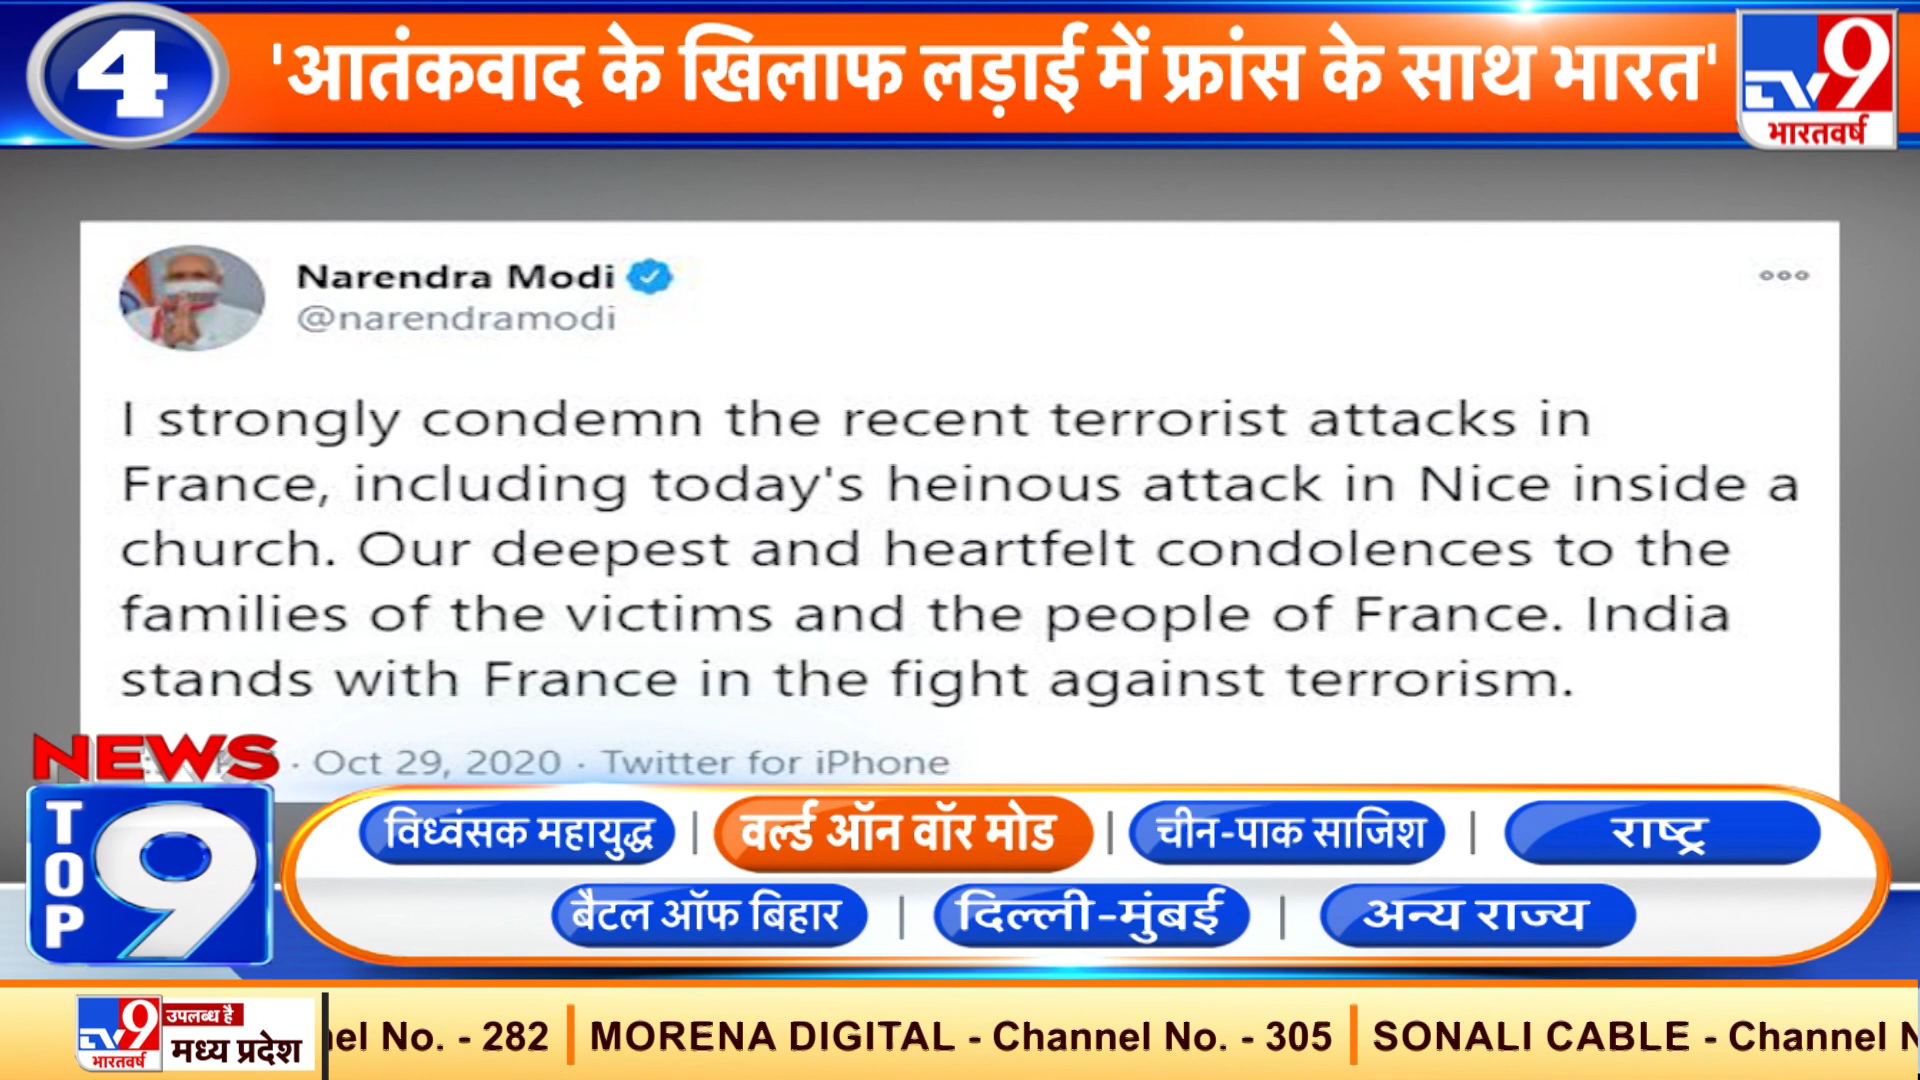 4
'आतंकवाद के खिलाफ लड़ाई में फ्रांस के साथ भारत'
TV9
भारतवर्ष
Narendra Modi
@narendramodi
I strongly condemn the recent terrorist attacks in
France, including today's heinous attack in Nice inside a
church. Our deepest and heartfelt condolences to the
families of the victims and the people of France. India
stands with France in the fight against terrorism.
· Oct 29, 2020 · Twitter for iPhone
NEWS
TOP 9
विध्वंसक महायुद्ध | वर्ल्ड ऑन वॉर मोड | चीन-पाक साजिश | राष्ट्र
बैटल ऑफ बिहार | दिल्ली-मुंबई | अन्य राज्य
TV9
भारतवर्ष
उपलब्ध है
मध्य प्रदेश
nel No. - 282 | MORENA DIGITAL - Channel No. - 305 | SONALI CABLE - Channel N